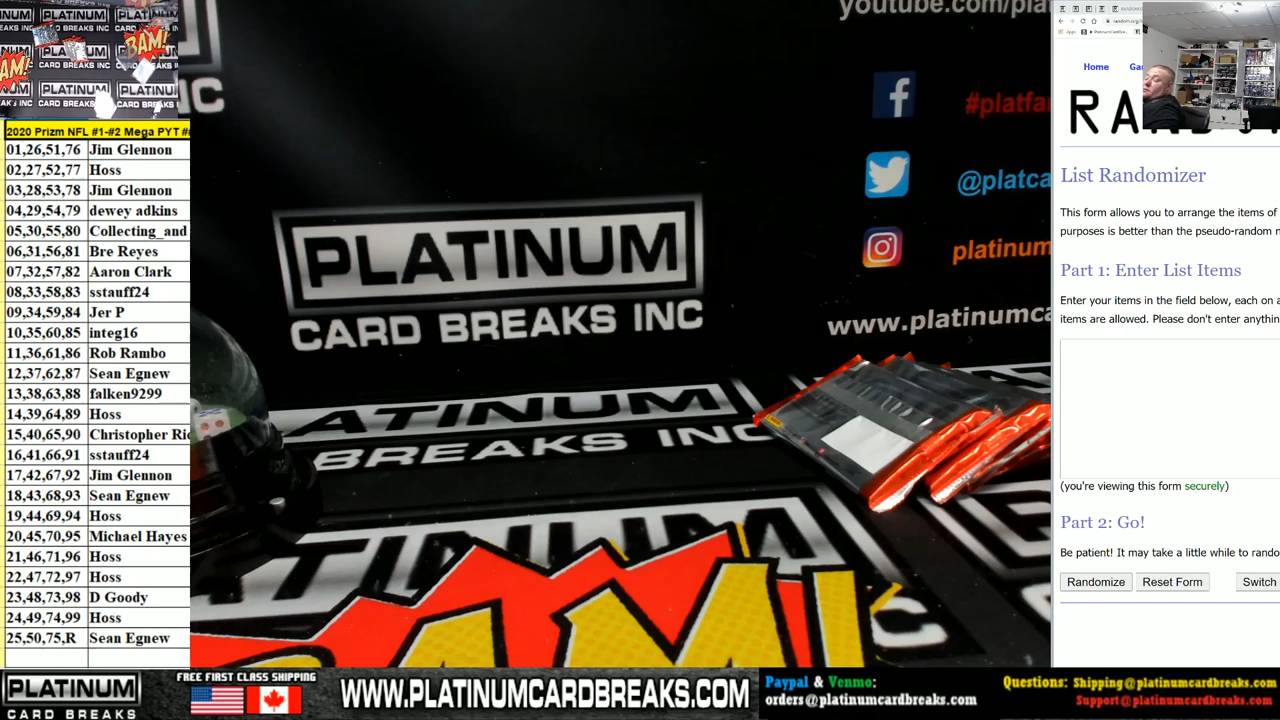 PLATINUM
CARD BREAKS INC
BAM!
2020 Prizm NFL #1-#2 Mega PYT
01,26,51,76 Jim Glennon
02,27,52,77 Hoss
03,28,53,78 Jim Glennon
04,29,54,79 dewey adkins
05,30,55,80 Collecting_and
06,31,56,81 Bre Reyes
07,32,57,82 Aaron Clark
08,33,58,83 sstauff24
09,34,59,84 Jer P
10,35,60,85 integ16
11,36,61,86 Rob Rambo
12,37,62,87 Sean Egnew
13,38,63,88 falken9299
14,39,64,89 Hoss
15,40,65,90 Christopher Ric
16,41,66,91 sstauff24
17,42,67,92 Jim Glennon
18,43,68,93 Sean Egnew
19,44,69,94 Hoss
20,45,70,95 Michael Hayes
21,46,71,96 Hoss
22,47,72,97 Hoss
23,48,73,98 D Goody
24,49,74,99 Hoss
25,50,75,R Sean Egnew
NC
youtube.com/pla
#platfa
@platca
platinum
www.platinumc
PLATINUM
CARD BREAKS INC
ATINUM
BREAKS INC
Home
List Randomizer
This form allows you to arrange the items of
purposes is better than the pseudo-random
Part 1: Enter List Items
Enter your items in the field below, each on
items are allowed. Please don't enter anythin
(you're viewing this form securely)
Part 2: Go!
Be patient! It may take a little while to rando
Randomize Reset Form Switch
PLATINUM
CARD BREAKS
FREE FIRST CLASS SHIPPING
WWW.PLATINUMCARDBREAKS.COM
Paypal & Venmo:
orders@platinumcardbreaks.com
Questions: Shipping@platinumcardbreaks.com
Support@platinumcardbreaks.com